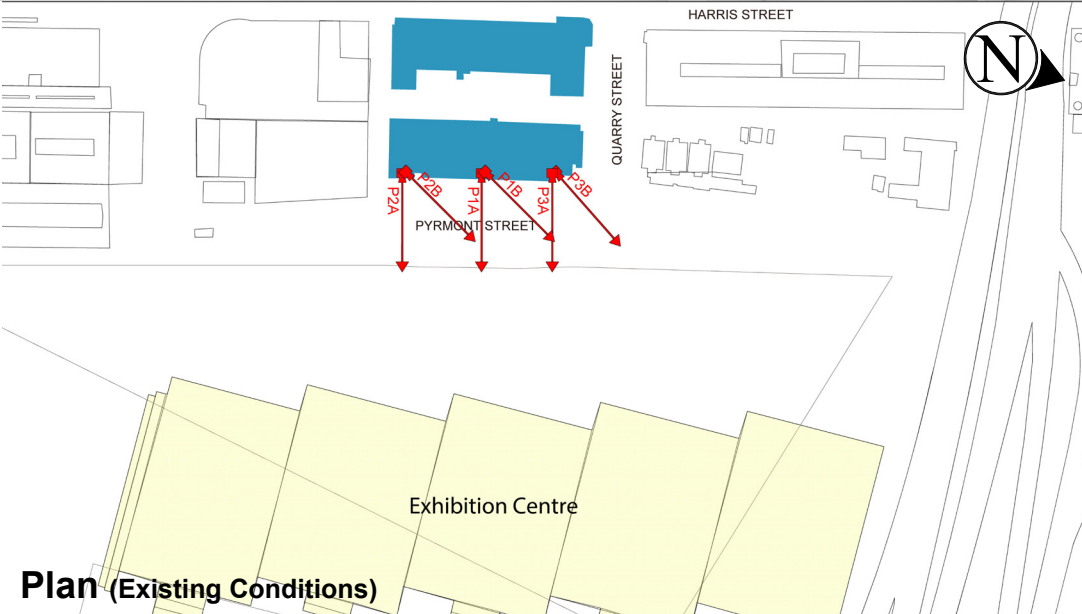 HARRIS STREET
N
QUARRY STREET
P2A
P2B
P1A
P1B
P3A
P3B
PYRMONT STREET
Exhibition Centre
Plan (Existing Conditions)